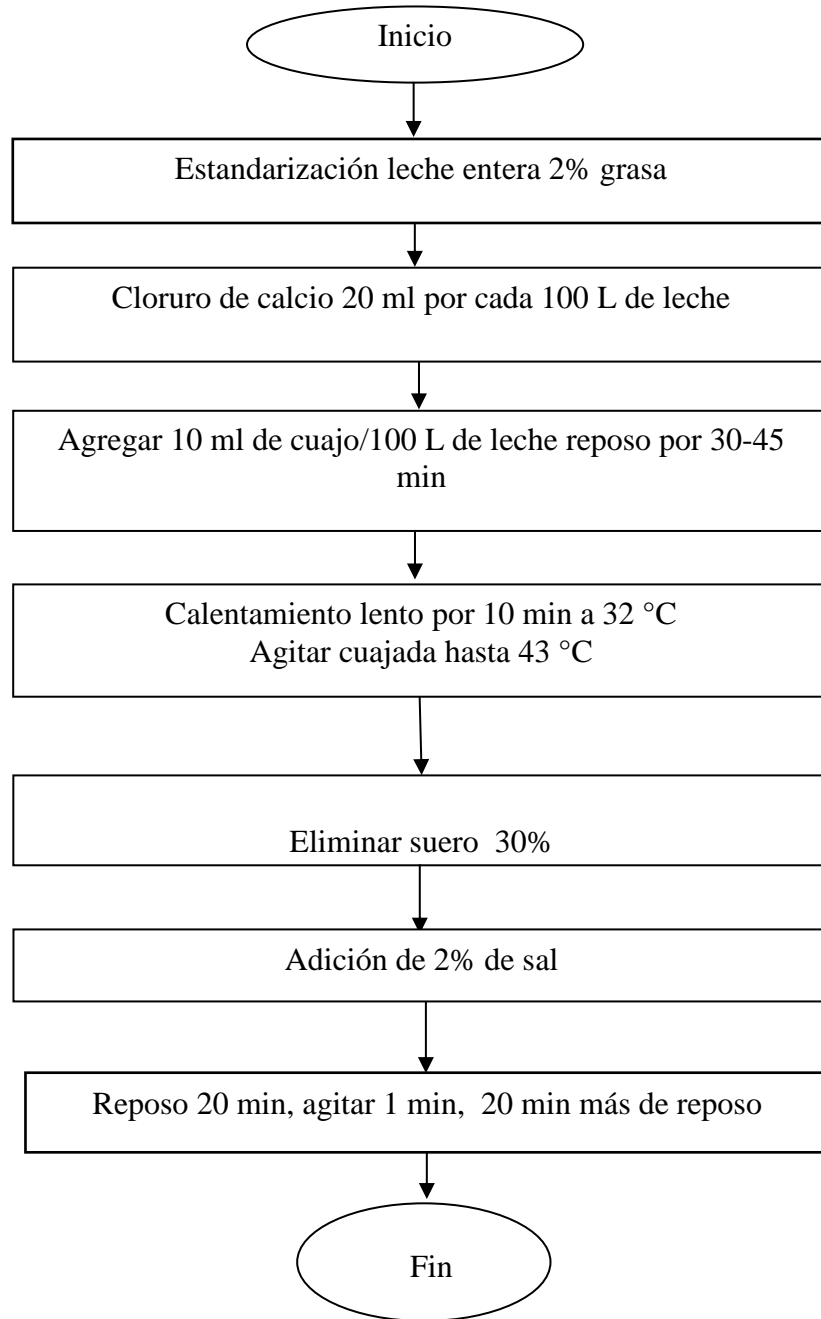 Inicio
Estandarización leche entera 2% grasa
Cloruro de calcio 20 ml por cada 100 L de leche
Agregar 10 ml de cuajo/100 L de leche reposo por 30-45
min
Calentamiento lento por 10 min a 32 °C
Agitar cuajada hasta 43 °C
Eliminar suero  30%
Adición de 2% de sal
Reposo 20 min, agitar 1 min,  20 min más de reposo
Fin